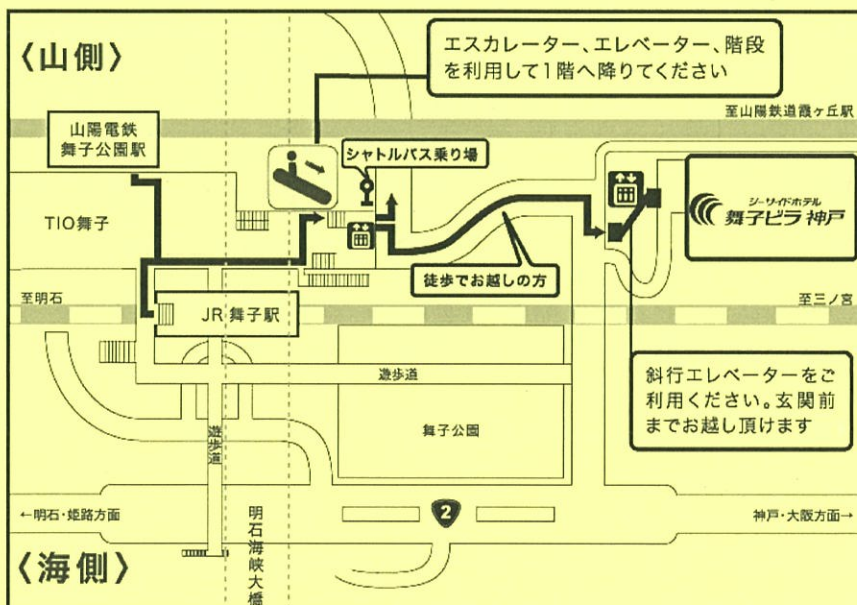 〈山側〉
エスカレーター、エレベーター、階段
を利用して1階へ降りてください
至山陽鉄道霞ヶ丘駅
山陽電鉄
舞子公園駅
シャトルバス乗り場
TIO舞子
シーサイドホテル
舞子ビラ 神戸
徒歩でお越しの方
至明石
JR 舞子駅
至三ノ宮
遊歩道
斜行エレベーターをご
利用ください。玄関前
までお越し頂けます
遊歩道
舞子公園
←明石・姫路方面
明石海峡大橋
2
神戸・大阪方面→
〈海側〉